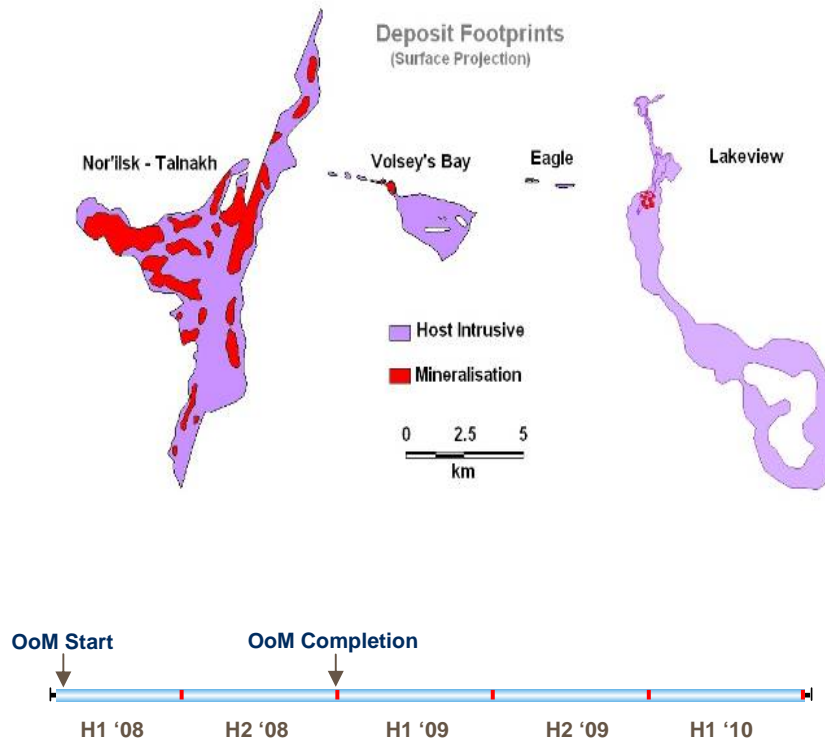 Deposit Footprints
(Surface Projection)
Nor'ilsk - Talnakh
Volsey's Bay
Eagle
Lakeview
Host Intrusive
Mineralisation
0 2.5 5
km
OoM Start
OoM Completion
H1 ‘08
H2 ‘08
H1 ‘09
H2 ‘09
H1 ‘10